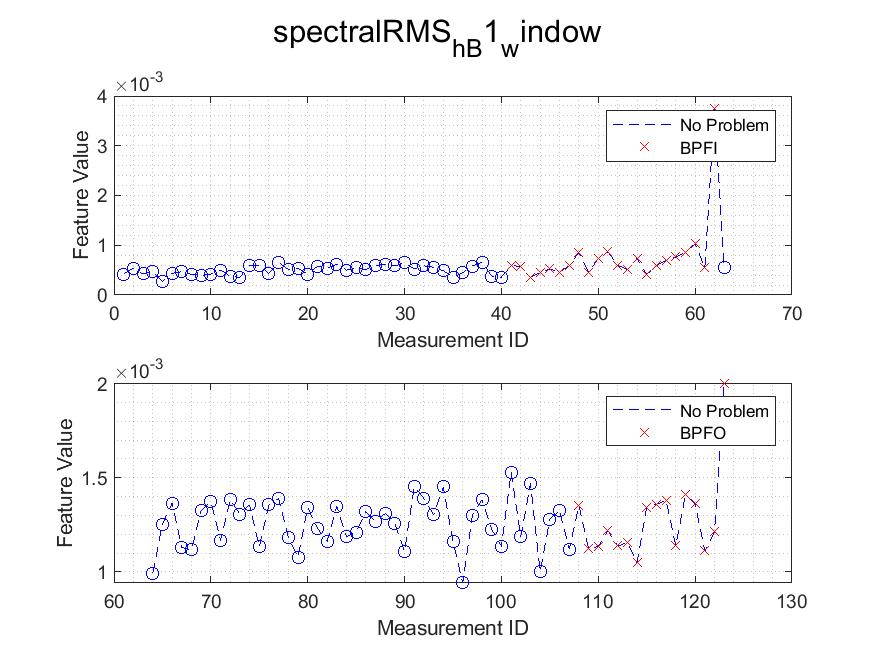 spectralRMS_hB1_window
×10^-3
4
3
2
1
0
Feature Value
No Problem
BPFI
0 10 20 30 40 50 60 70
Measurement ID
×10^-3
2
1.5
1
Feature Value
No Problem
BPFO
60 70 80 90 100 110 120 130
Measurement ID